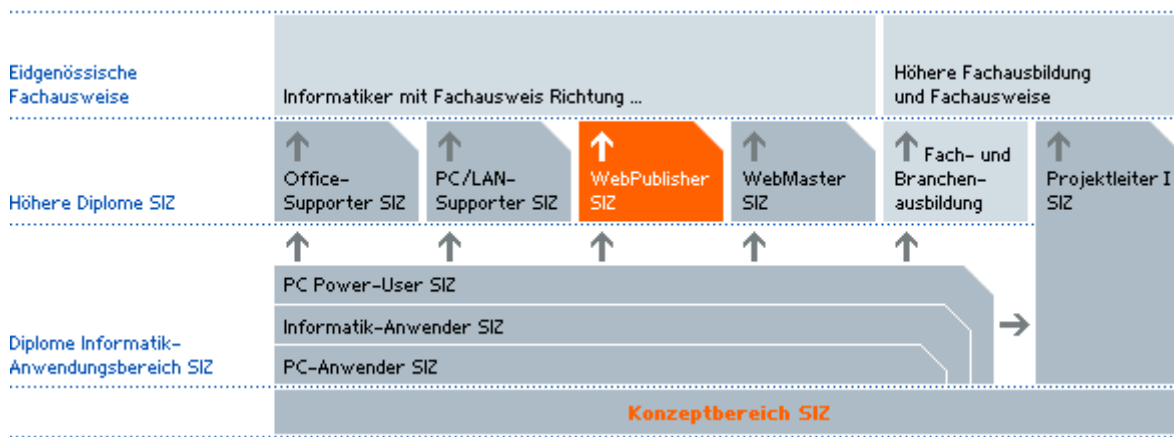 Eidgenössische
Fachausweise
Informatiker mit Fachausweis Richtung ...
Höhere Fachausbildung
und Fachausweise
Höhere Diplome SIZ
Office-
Supporter SIZ
PC/LAN-
Supporter SIZ
WebPublisher
SIZ
WebMaster
SIZ
Fach- und
Branchen-
ausbildung
Projektleiter I
SIZ
Diplome Informatik-
Anwendungsbereich SIZ
PC Power-User SIZ
Informatik-Anwender SIZ
PC-Anwender SIZ
Konzeptbereich SIZ